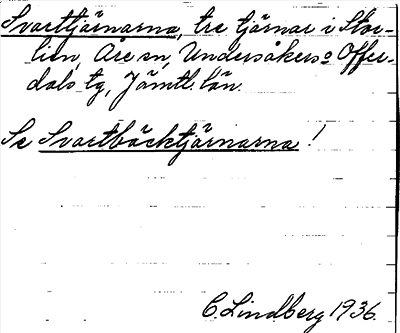 Svarttjärnarna, tre tjärnar i Stor-
lien, Åre sn, Undersåkers o Offer-
dals tg, Jämtl. län.
Se Svartbäcktjärnarna!
C Lindberg 1936.